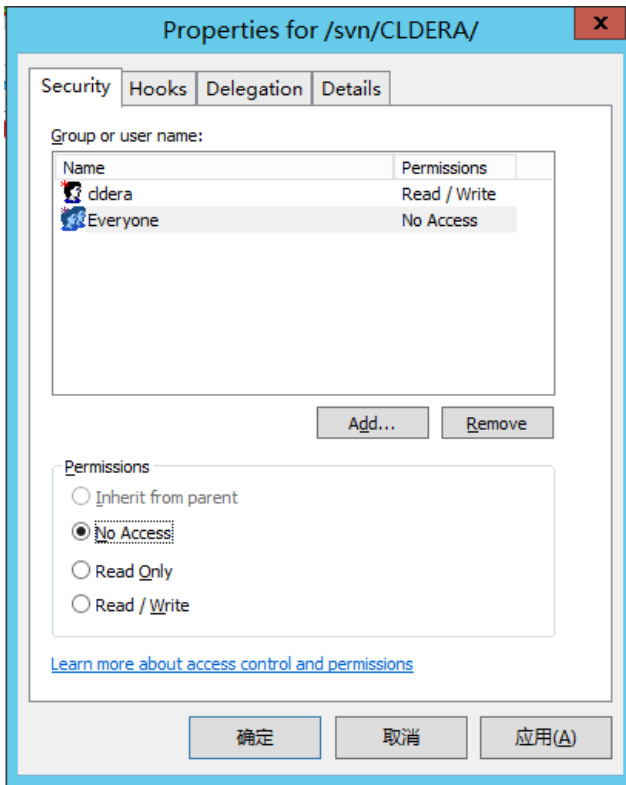 Properties for /svn/CLDERA/
x
Security Hooks Delegation Details
Group or user name:
Name Permissions
cldera Read / Write
Everyone No Access
Add... Remove
Permissions
Inherit from parent
No Access
Read Only
Read / Write
Learn more about access control and permissions
确定 取消 应用(A)